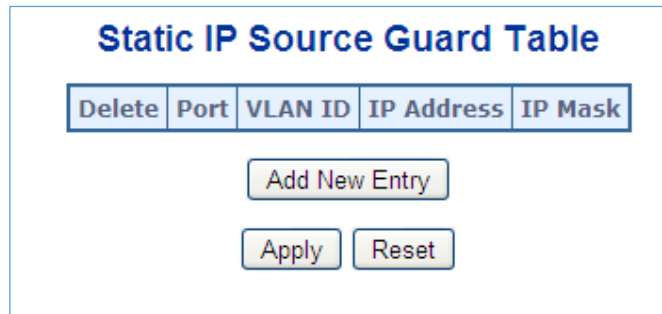 Static IP Source Guard Table
Delete Port VLAN ID IP Address IP Mask
Add New Entry
Apply Reset